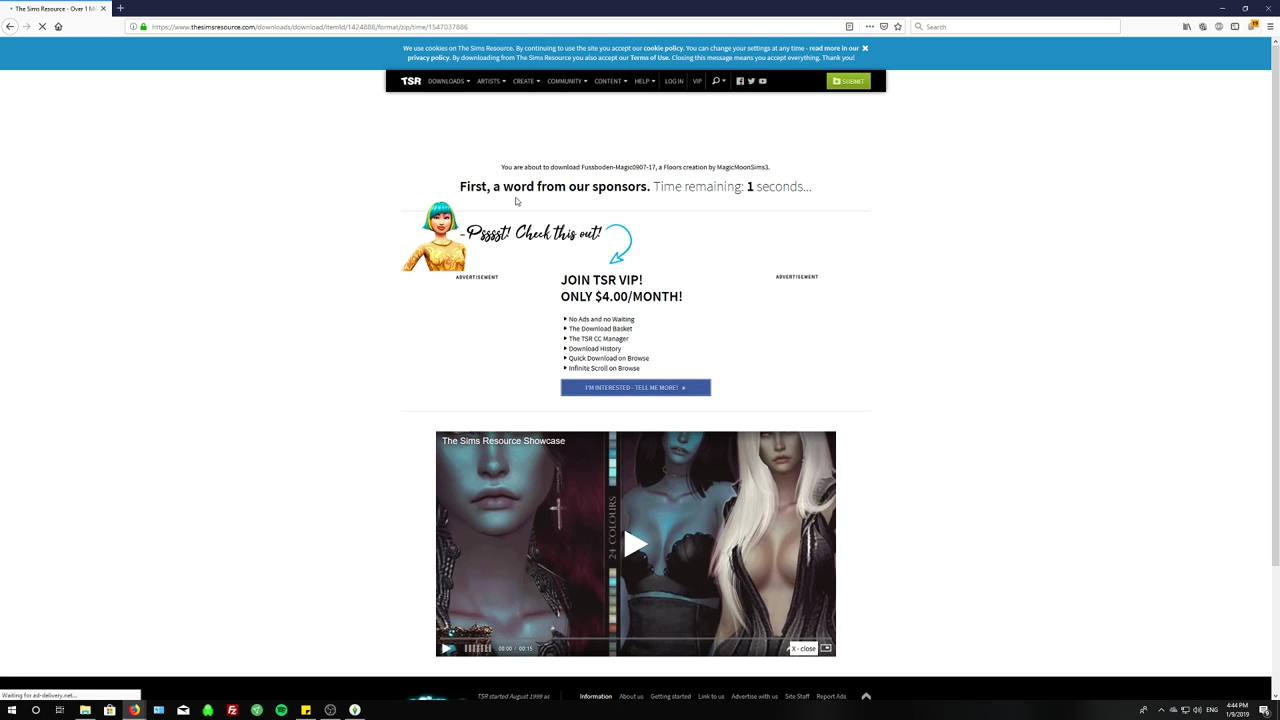 The Sims Resource - Over 1 Mi
https://www.thesimsresource.com/downloads/download/itemId/1424888/format/zip/time/1547037886
Search
We use cookies on The Sims Resource. By continuing to use the site you accept our cookie policy. You can change your settings at any time - read more in our
privacy policy. By downloading from The Sims Resource you also accept our Terms of Use. Closing this message means you accept everything. Thank you!
TSR DOWNLOADS ARTISTS CREATE COMMUNITY CONTENT HELP LOG IN VIP SUBMIT
You are about to download Fussboden-Magic0907-17, a Floors creation by MagicMoonSims3.
First, a word from our sponsors. Time remaining: 1 seconds...
- Psssst! Check this out!
ADVERTISEMENT
JOIN TSR VIP!
ONLY $4.00/MONTH!
No Ads and no Waiting
The Download Basket
The TSR CC Manager
Download History
Quick Download on Browse
Infinite Scroll on Browse
I'M INTERESTED - TELL ME MORE! »
ADVERTISEMENT
The Sims Resource Showcase
24 COLOURS
00:00 / 00:15
X - close
Waiting for ad-delivery.net...
TSR started August 1999 as
Information About us Getting started Link to us Advertise with us Site Staff Report Ads
ENG
4:44 PM
1/9/2019